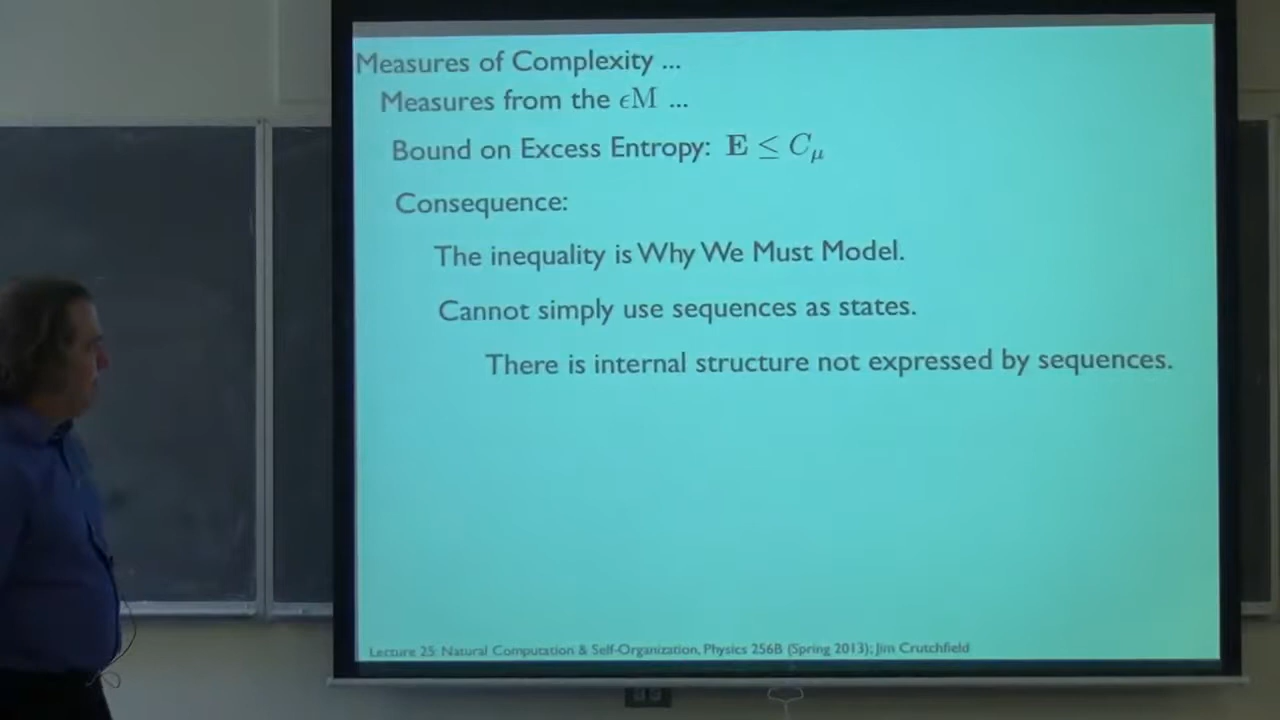 Measures of Complexity ...
Measures from the ϵM ...
Bound on Excess Entropy: E ≤ Cμ
Consequence:
The inequality is Why We Must Model.
Cannot simply use sequences as states.
There is internal structure not expressed by sequences.
Lecture 25: Natural Computation & Self-Organization, Physics 256B (Spring 2013); Jim Crutchfield